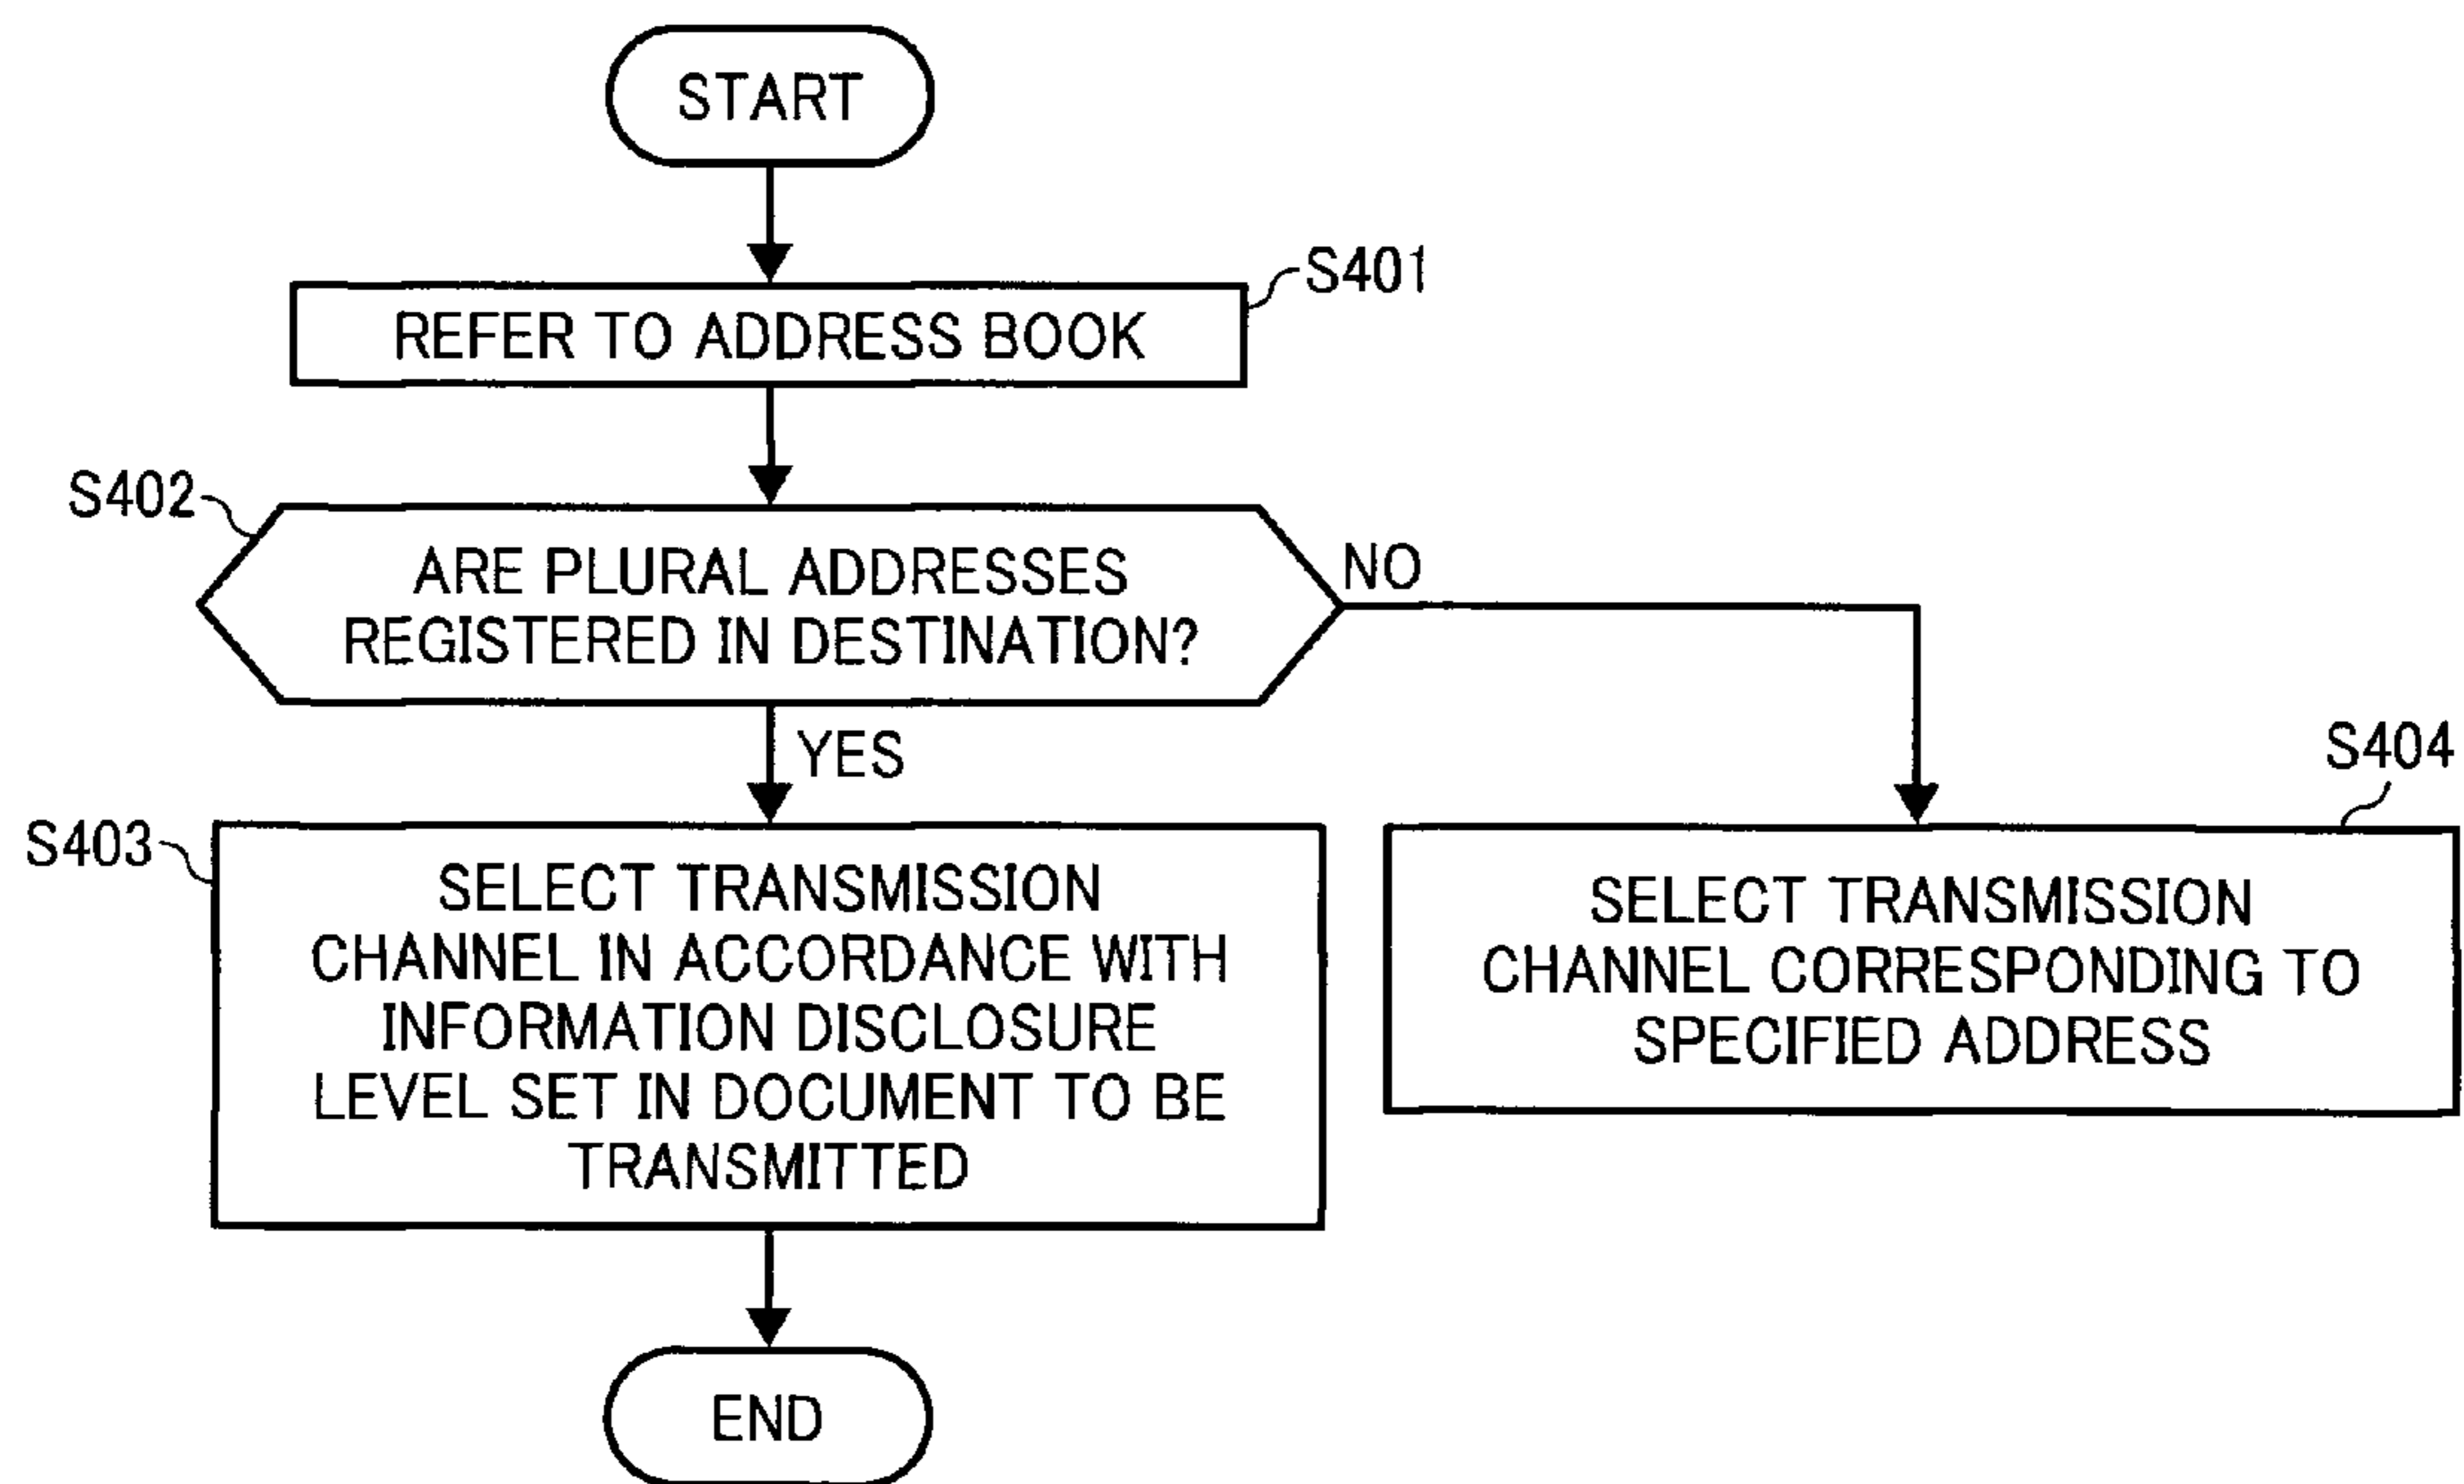 START
S401
REFER TO ADDRESS BOOK
S402
ARE PLURAL ADDRESSES
REGISTERED IN DESTINATION?
NO
YES
S403
SELECT TRANSMISSION
CHANNEL IN ACCORDANCE WITH
INFORMATION DISCLOSURE
LEVEL SET IN DOCUMENT TO BE
TRANSMITTED
S404
SELECT TRANSMISSION
CHANNEL CORRESPONDING TO
SPECIFIED ADDRESS
END